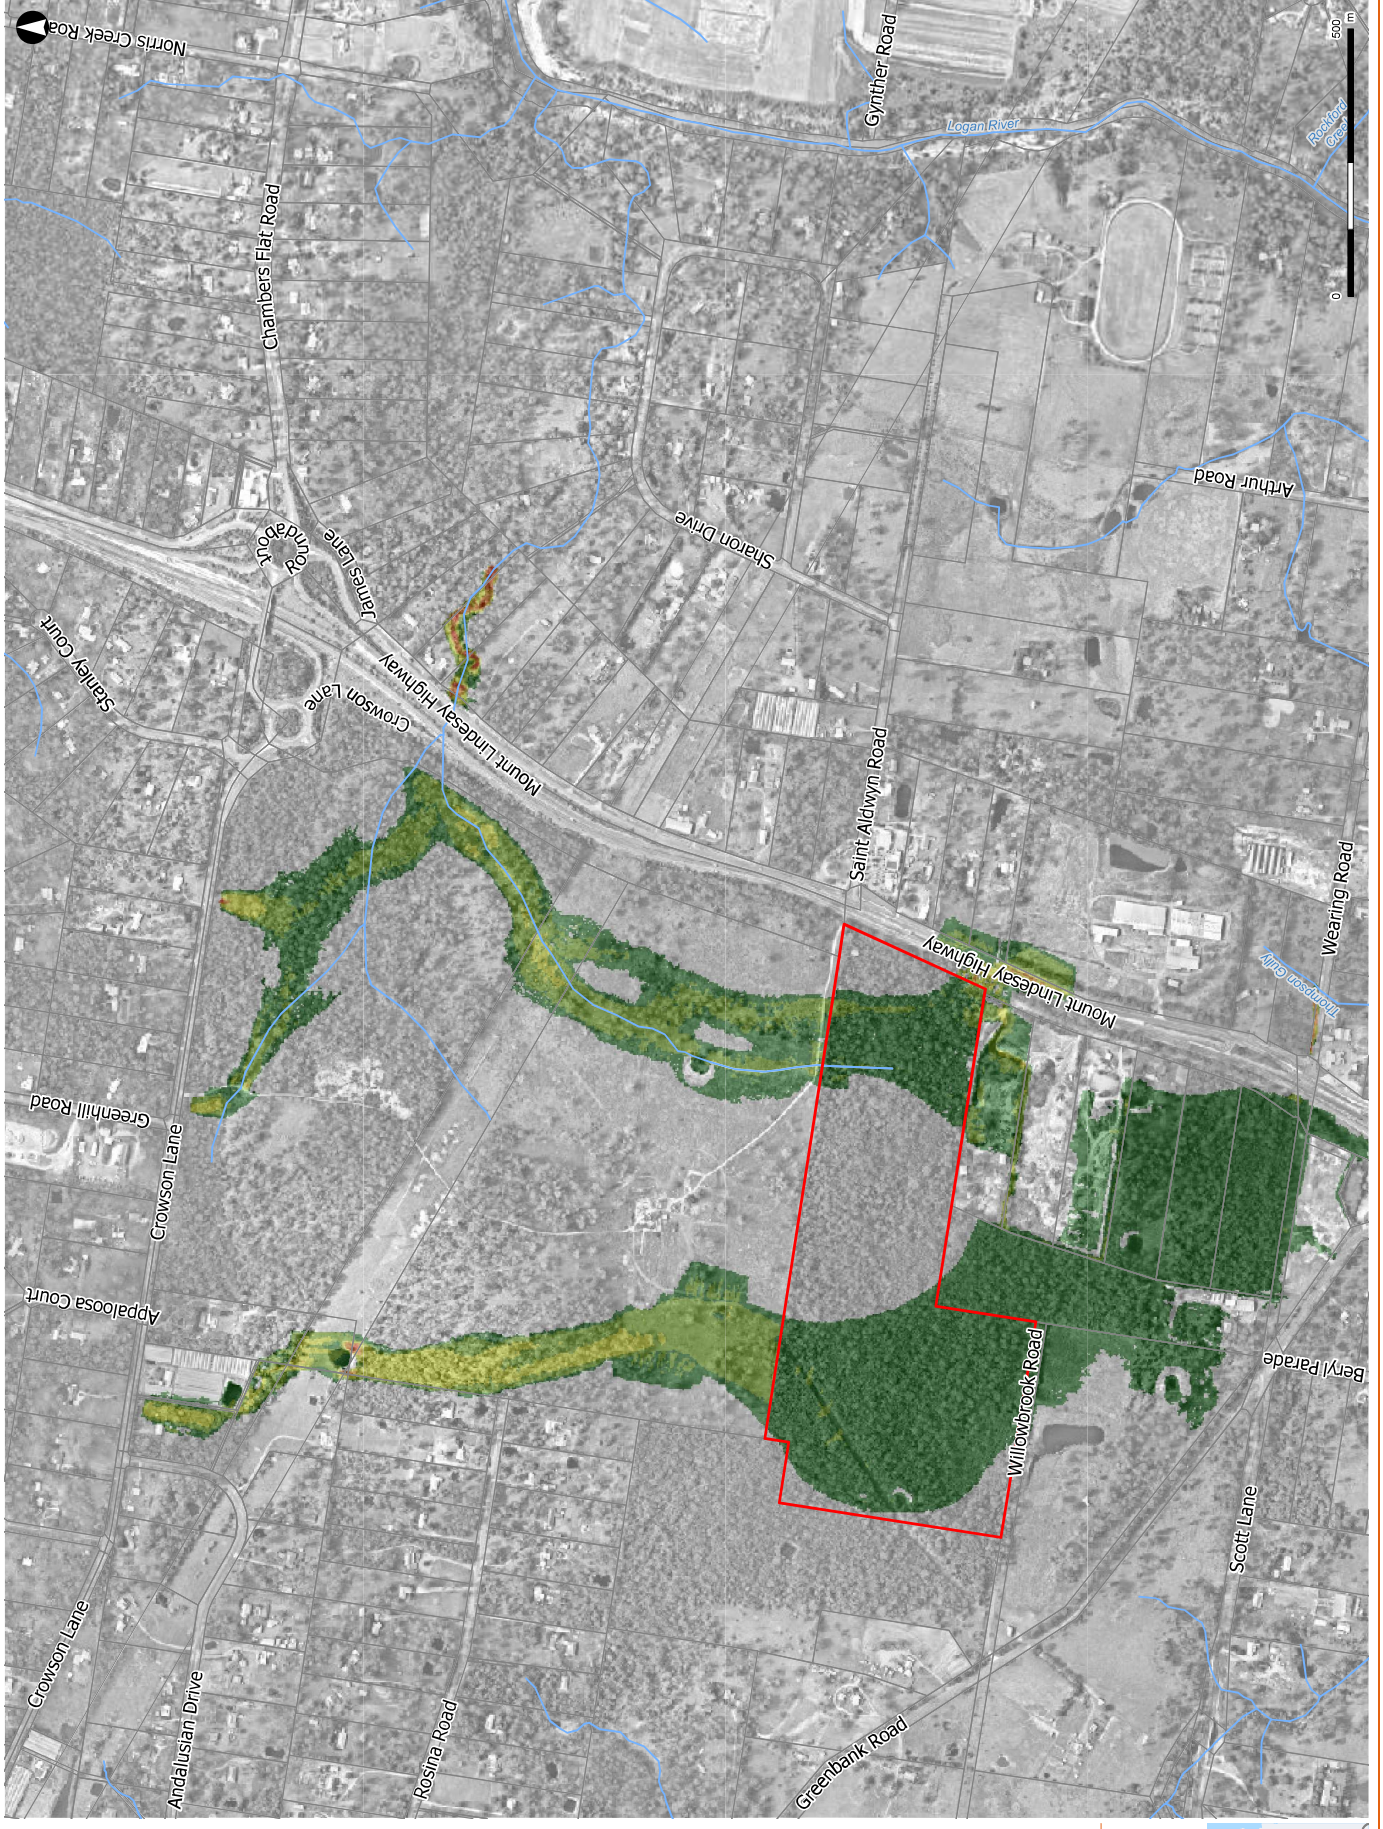 Norris Creek Roa
Gynther Road
500
m
0
Logan River
Rockford
Creek
Chambers Flat Road
Roundabout
James Lane
Stanley Court
Crowson Lane
Mount Lindesay Highway
Sharon Drive
Arthur Road
Saint Aldwyn Road
Wearing Road
Mount Lindesay Highway
Thompson Gully
Greenhill Road
Crowson Lane
Appaloosa Court
Willowbrook Road
Beryl Parade
Scott Lane
Crowson Lane
Andalusian Drive
Rosina Road
Greenbank Road